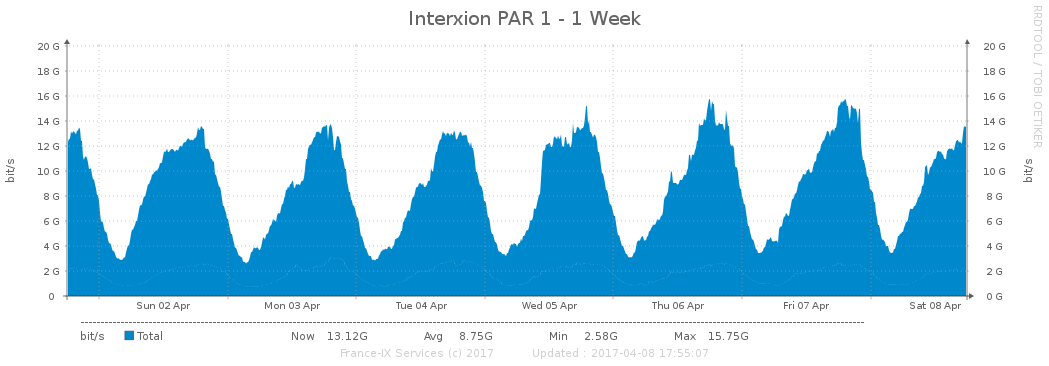 Interxion PAR 1 - 1 Week
RRDTOOL / TOBI OETIKER
20 G 20 G
18 G 18 G
16 G 16 G
14 G 14 G
12 G 12 G
10 G 10 G
8 G 8 G
6 G 6 G
4 G 4 G
2 G 2 G
0 0 G
bit/s bit/s
Sun 02 Apr Mon 03 Apr Tue 04 Apr Wed 05 Apr Thu 06 Apr Fri 07 Apr Sat 08 Apr
bit/s Total Now 13.12G Avg 8.75G Min 2.58G Max 15.75G
France-IX Services (c) 2017 Updated : 2017-04-08 17:55:07